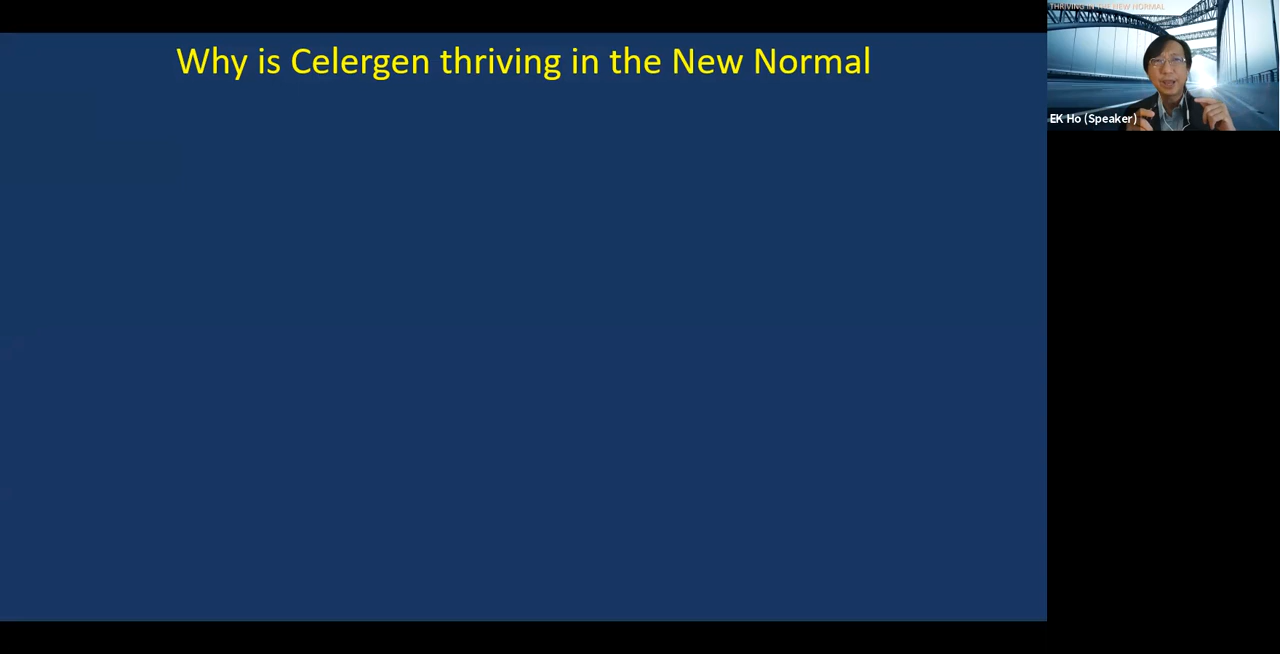 Why is Celergen thriving in the New Normal
THRIVING IN THE NEW NORMAL
EK Ho (Speaker)